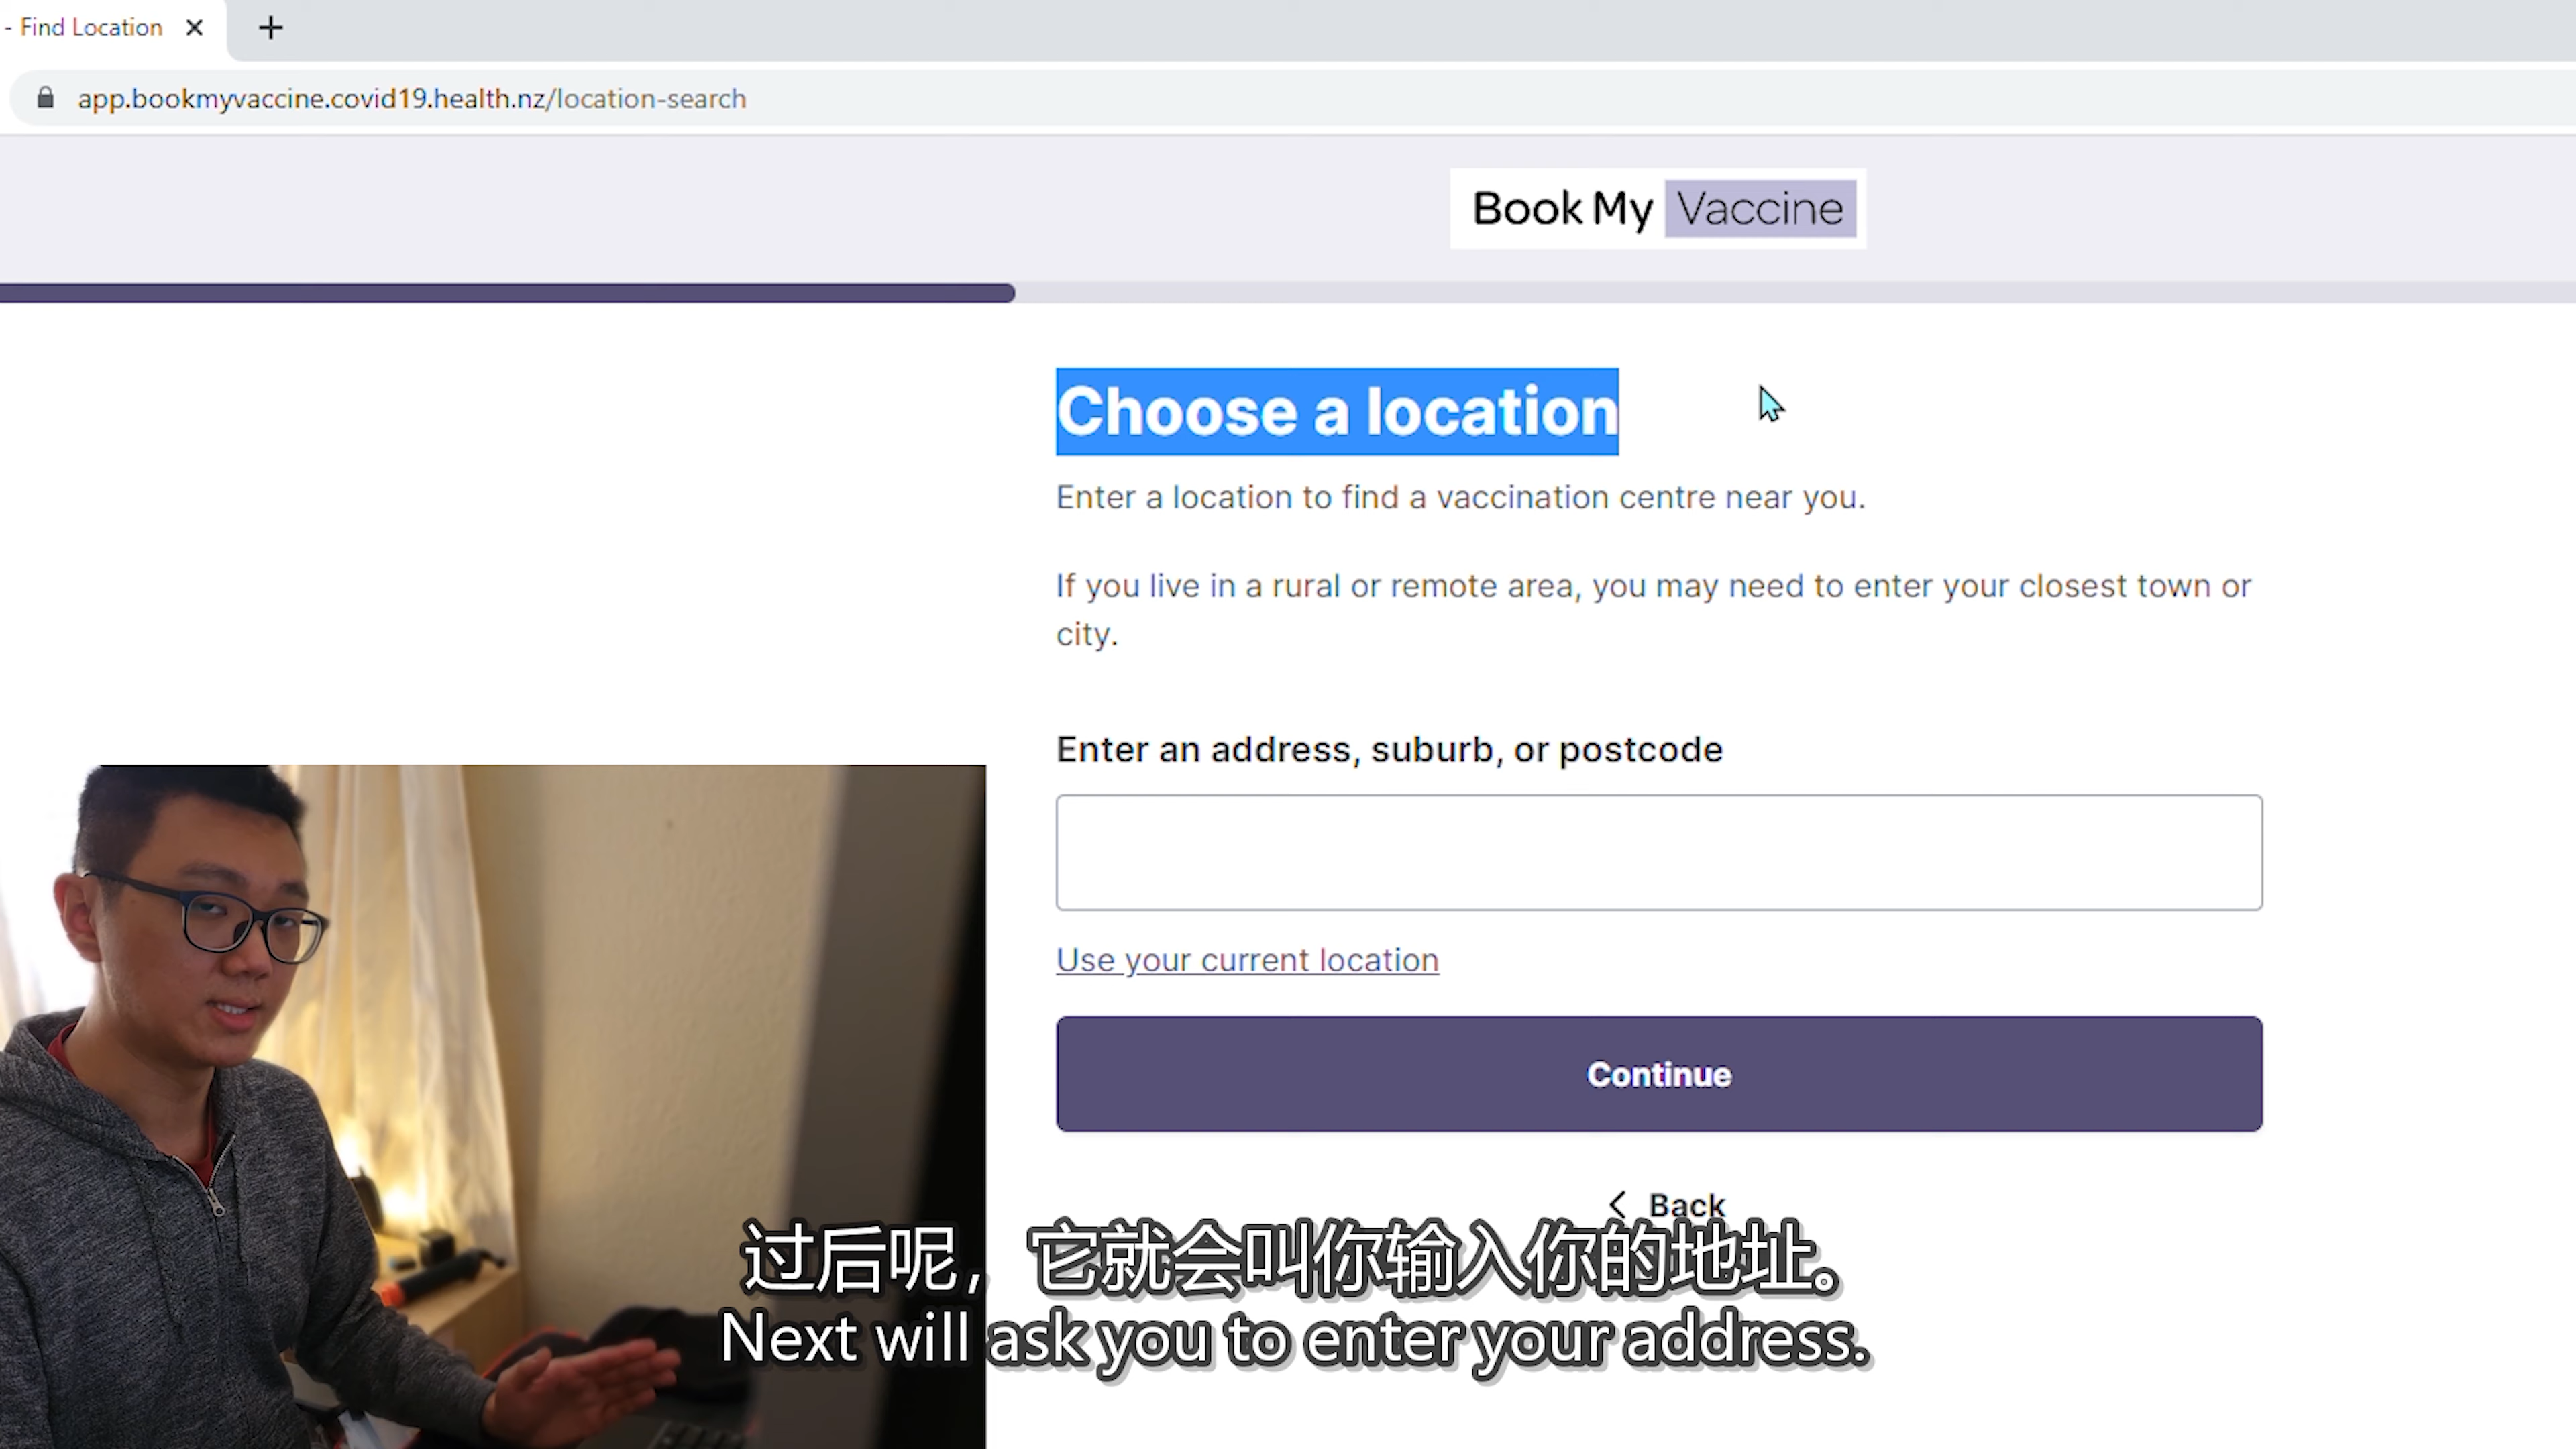 - Find Location
app.bookmyvaccine.covid19.health.nz/location-search
Book My Vaccine
Choose a location
Enter a location to find a vaccination centre near you.
If you live in a rural or remote area, you may need to enter your closest town or
city.
Enter an address, suburb, or postcode
Use your current location
Continue
Back
过后呢，它就会叫你输入你的地址。
Next will ask you to enter your address.